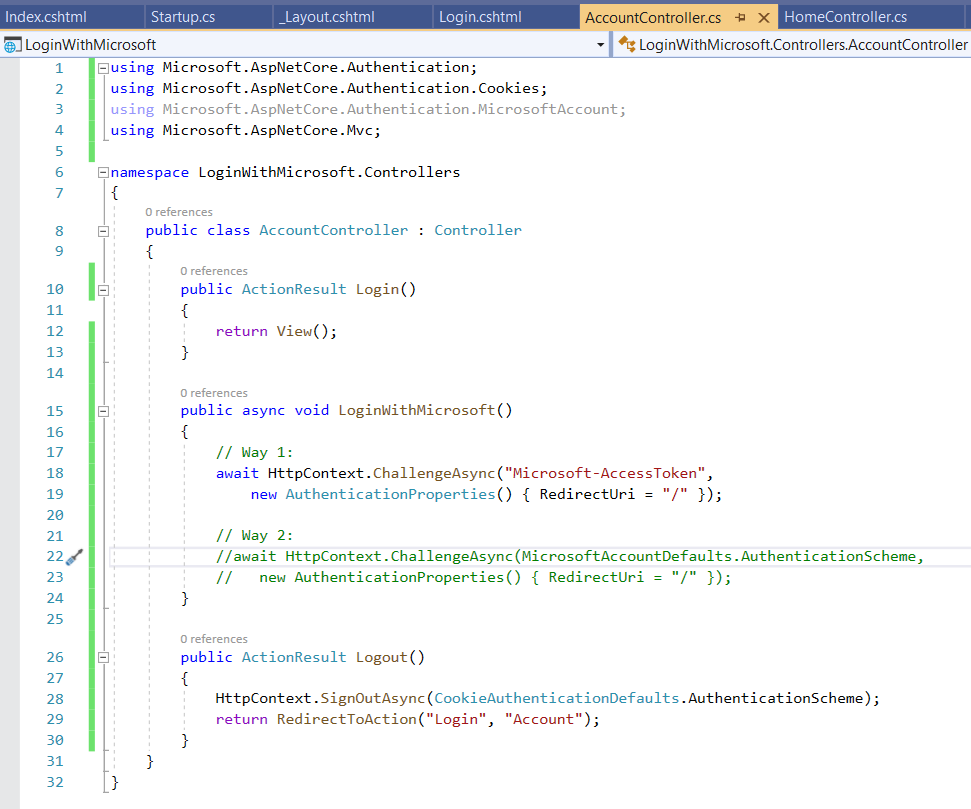 Index.cshtml Startup.cs _Layout.cshtml Login.cshtml AccountController.cs HomeController.cs
LoginWithMicrosoft LoginWithMicrosoft.Controllers.AccountController
1 using Microsoft.AspNetCore.Authentication;
2 using Microsoft.AspNetCore.Authentication.Cookies;
3 using Microsoft.AspNetCore.Authentication.MicrosoftAccount;
4 using Microsoft.AspNetCore.Mvc;
5
6 namespace LoginWithMicrosoft.Controllers
7 {
0 references
8 public class AccountController : Controller
9 {
0 references
10 public ActionResult Login()
11 {
12 return View();
13 }
14
0 references
15 public async void LoginWithMicrosoft()
16 {
17 // Way 1:
18 await HttpContext.ChallengeAsync("Microsoft-AccessToken",
19 new AuthenticationProperties() { RedirectUri = "/" });
20
21 // Way 2:
22 //await HttpContext.ChallengeAsync(MicrosoftAccountDefaults.AuthenticationScheme,
23 // new AuthenticationProperties() { RedirectUri = "/" });
24 }
25
0 references
26 public ActionResult Logout()
27 {
28 HttpContext.SignOutAsync(CookieAuthenticationDefaults.AuthenticationScheme);
29 return RedirectToAction("Login", "Account");
30 }
31 }
32 }